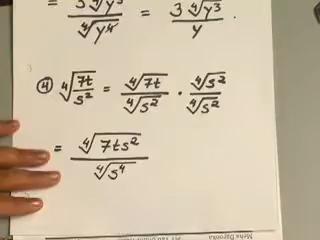 = 3 ∜y³ / ∜y⁴ = 3 ∜y³ / y .
④ ∜(7t / s²) = ∜7t / ∜s² · ∜s² / ∜s²
= ∜7ts² / ∜s⁴